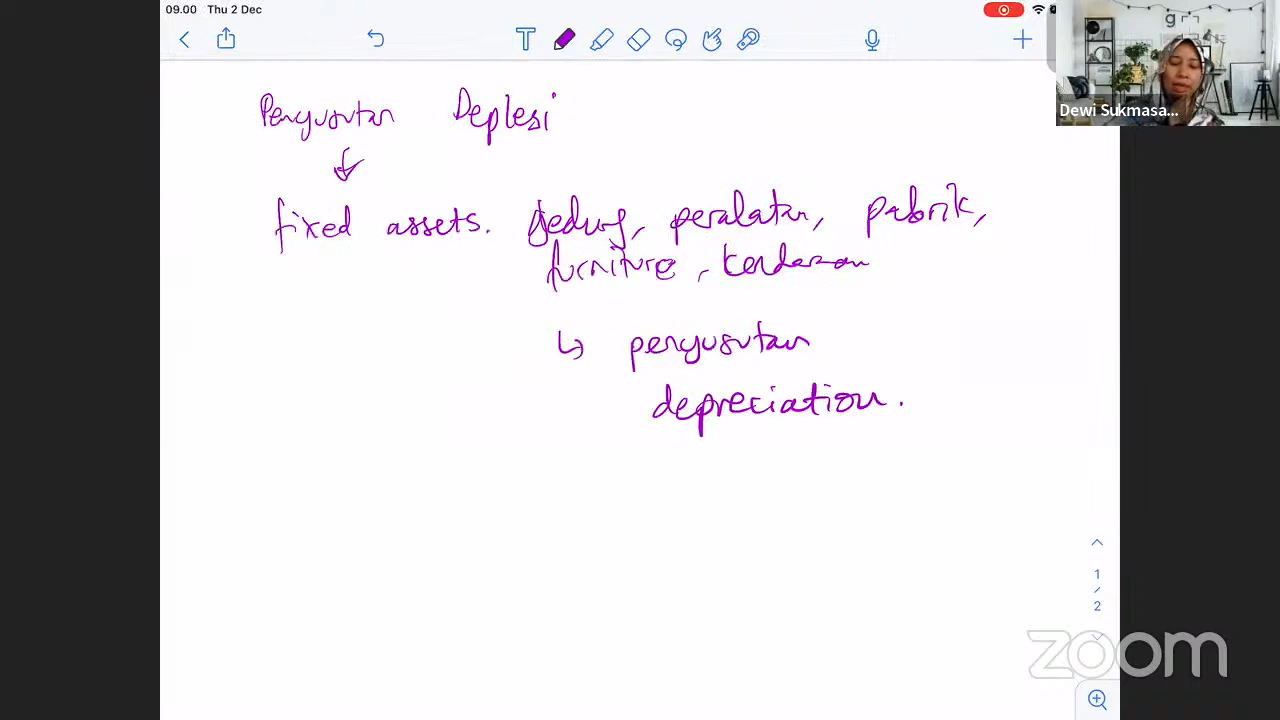 09.00 Thu 2 Dec
Dewi Sukmasa...
Penyusutan Deplesi
fixed assets. Gedung, peralatan, pabrik,
furniture, kendaraan
↳ penyusutan
depreciation.
1
/
2
zoom